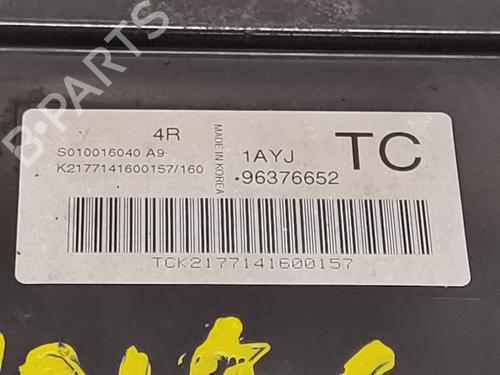 B-PARTS
4R
S010016040 A9
K2177141600157/160
MADE IN KOREA
1AYJ
•96376652
TC
TCK2177141600157